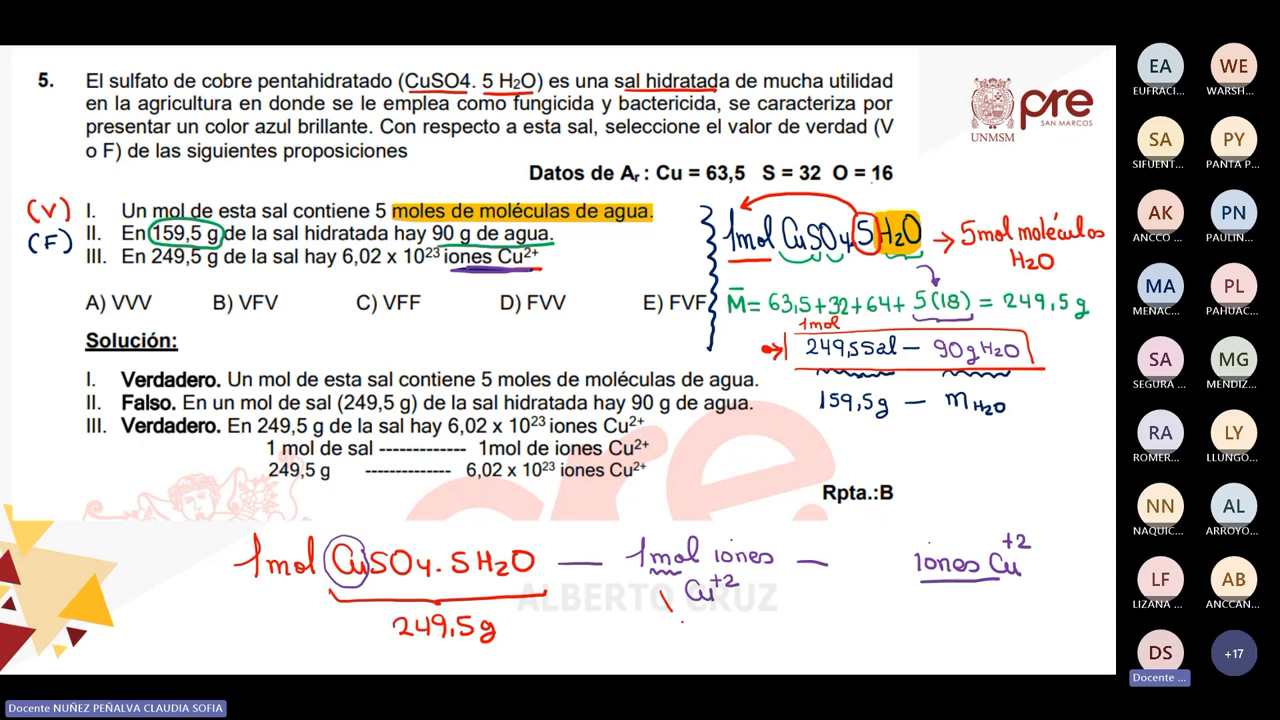 5. El sulfato de cobre pentahidratado (CuSO4. 5 H2O) es una sal hidratada de mucha utilidad
en la agricultura en donde se le emplea como fungicida y bactericida, se caracteriza por
presentar un color azul brillante. Con respecto a esta sal, seleccione el valor de verdad (V
o F) de las siguientes proposiciones
Datos de Ar : Cu = 63,5 S = 32 O = 16
(V) I. Un mol de esta sal contiene 5 moles de moléculas de agua.
(F) II. En 159,5 g de la sal hidratada hay 90 g de agua.
III. En 249,5 g de la sal hay 6,02 x 10²³ iones Cu²⁺
A) VVV B) VFV C) VFF D) FVV E) FVF
Solución:
I. Verdadero. Un mol de esta sal contiene 5 moles de moléculas de agua.
II. Falso. En un mol de sal (249,5 g) de la sal hidratada hay 90 g de agua.
III. Verdadero. En 249,5 g de la sal hay 6,02 x 10²³ iones Cu²⁺
1 mol de sal ------------- 1mol de iones Cu²⁺
249,5 g ------------- 6,02 x 10²³ iones Cu²⁺
Rpta.:B
UNMSM
pre
SAN MARCOS
1mol CuSO4.5H2O → 5mol moléculos
H2O
M̄ = 63,5+32+64+ 5(18) = 249,5g
1mol
249,5sal — 90gH2O
159,5g — mH2O
1mol CuSO4.5H2O — 1mol iones — iones Cu⁺²
Cu⁺²
249,5g
ALBERTO CRUZ
EA
EUFRACI...
WE
WARSH...
SA
SIFUENT...
PY
PANTA P...
AK
ANCCO ...
PN
PAULIN...
MA
MENAC...
PL
PAHUAC...
SA
SEGURA ...
MG
MENDIZ...
RA
ROMER...
LY
LLUNGO...
NN
NAQUIC...
AL
ARROYO...
LF
LIZANA ...
AB
ANCCAN...
DS
Docente ...
+17
Docente NUÑEZ PEÑALVA CLAUDIA SOFIA